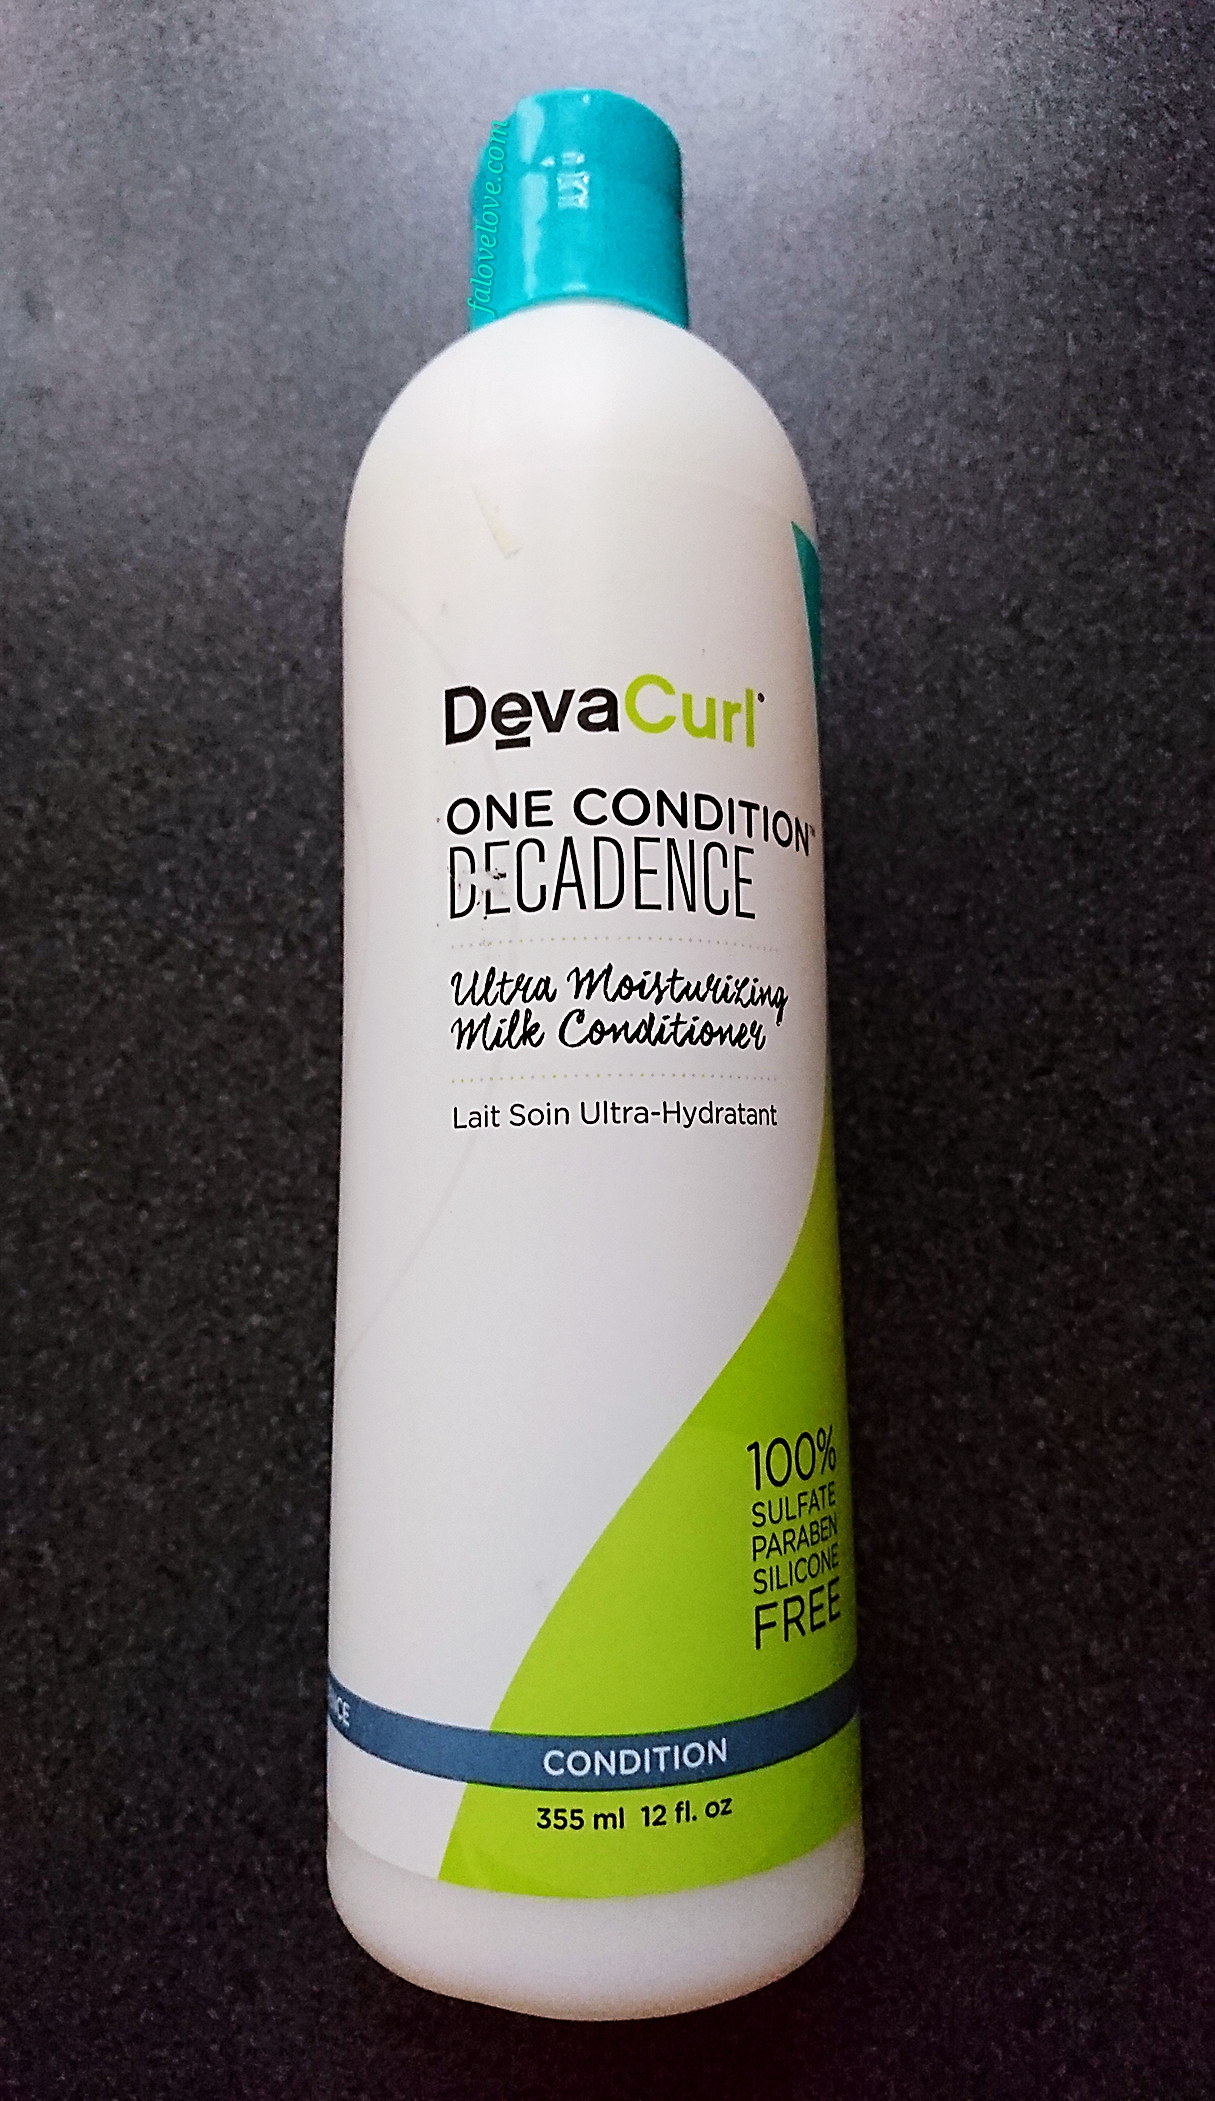 falovelove.com
DevaCurl
ONE CONDITION™
DECADENCE
Ultra Moisturizing
Milk Conditioner
Lait Soin Ultra-Hydratant
100%
SULFATE
PARABEN
SILICONE
FREE
CONDITION
355 ml 12 fl. oz